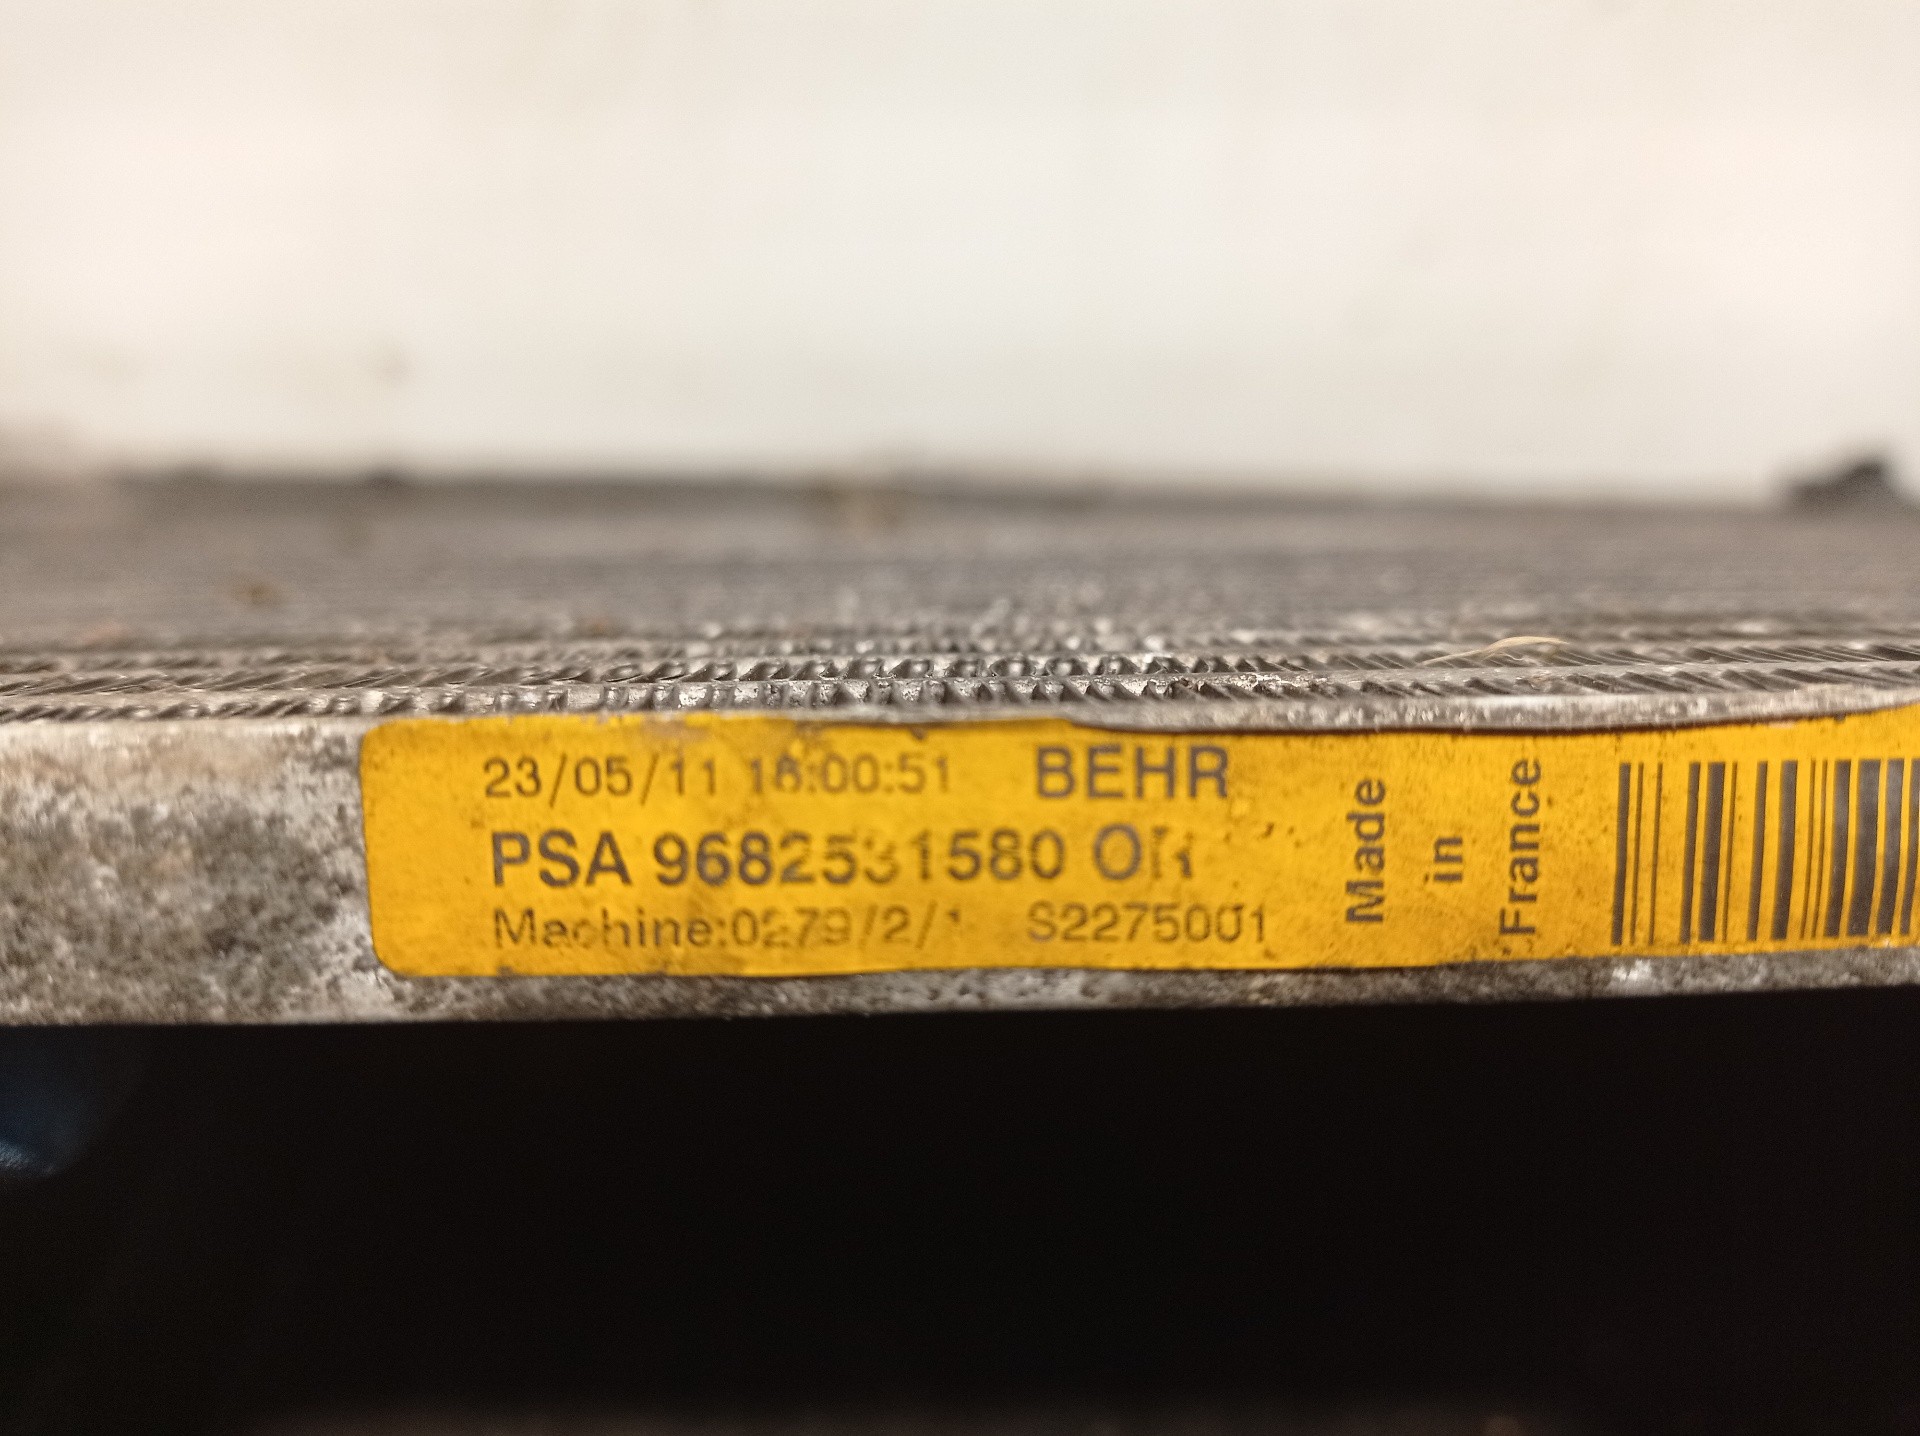 23/05/11 16:00:51 BEHR
PSA 9682531580 OR
Machine:0279/2/1 S2275001
Made
in
France